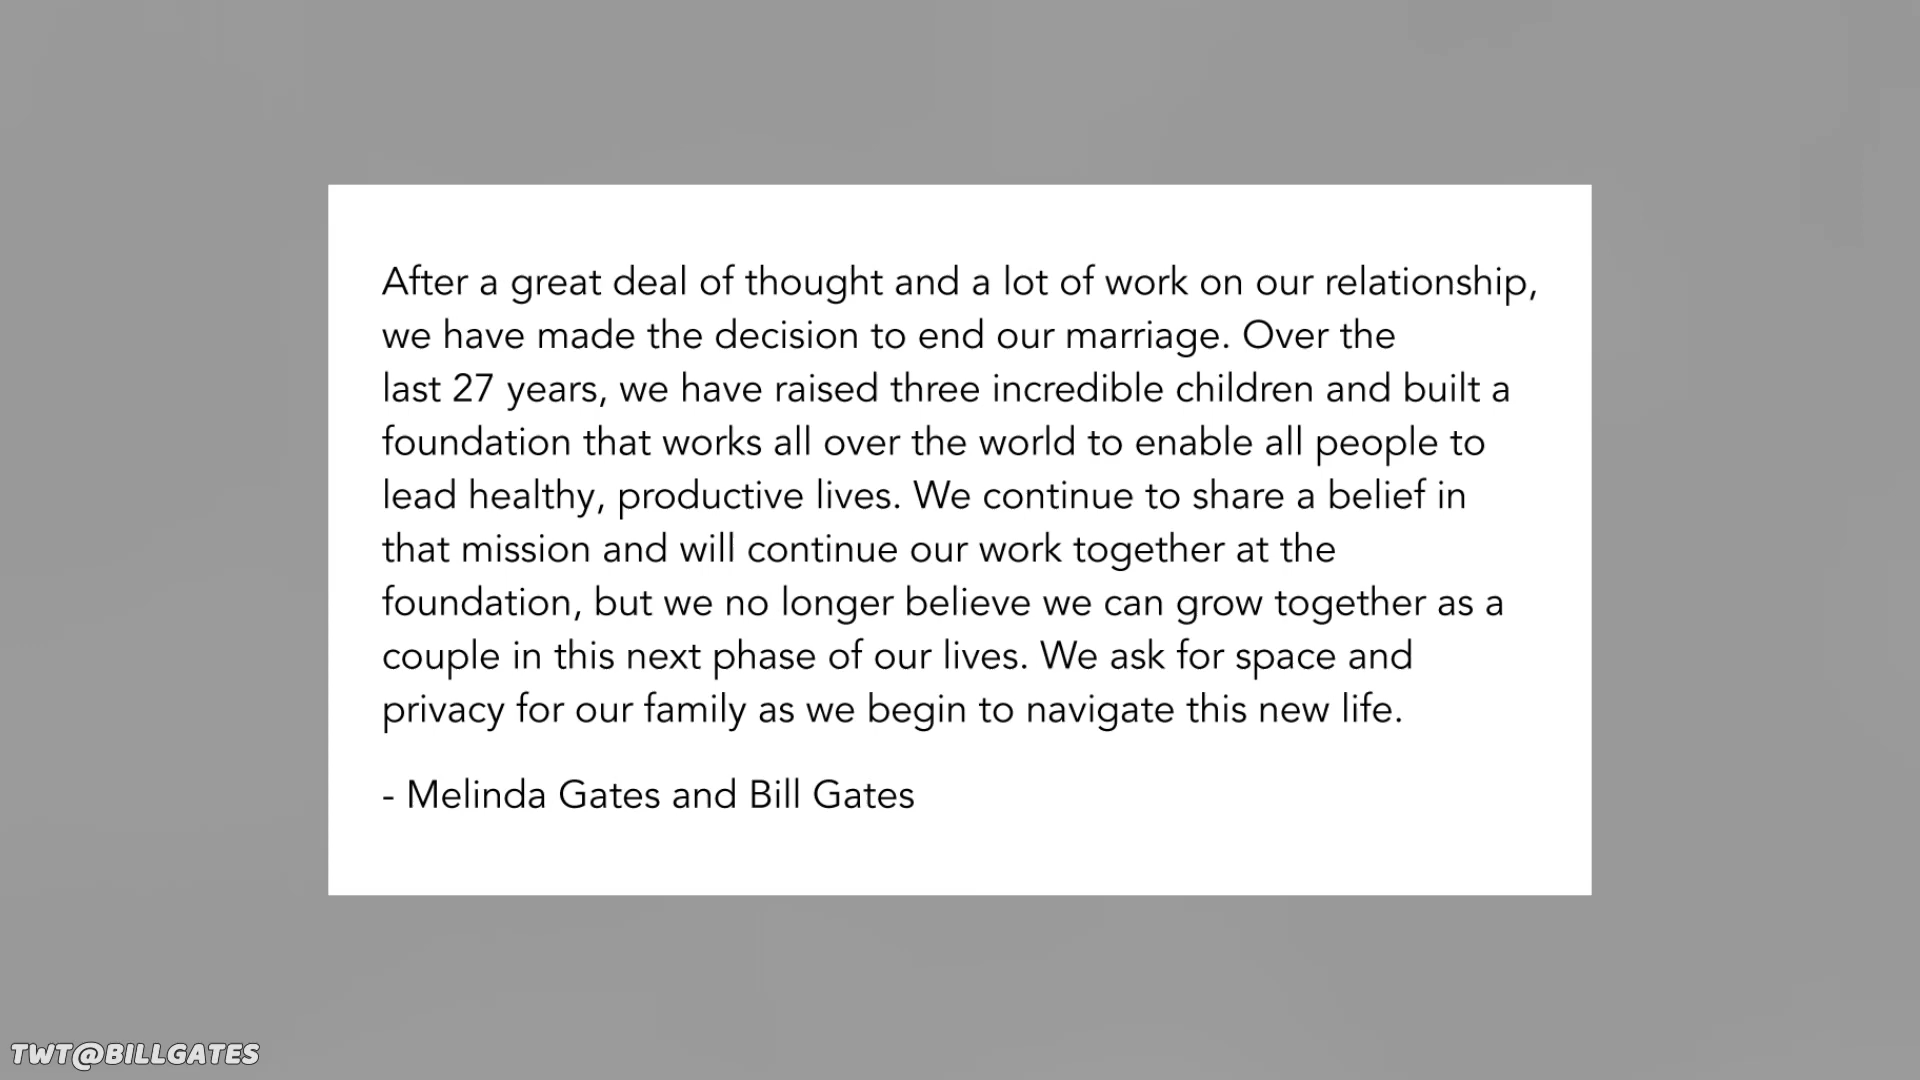 After a great deal of thought and a lot of work on our relationship,
we have made the decision to end our marriage. Over the
last 27 years, we have raised three incredible children and built a
foundation that works all over the world to enable all people to
lead healthy, productive lives. We continue to share a belief in
that mission and will continue our work together at the
foundation, but we no longer believe we can grow together as a
couple in this next phase of our lives. We ask for space and
privacy for our family as we begin to navigate this new life.
- Melinda Gates and Bill Gates
TWT@BILLGATES